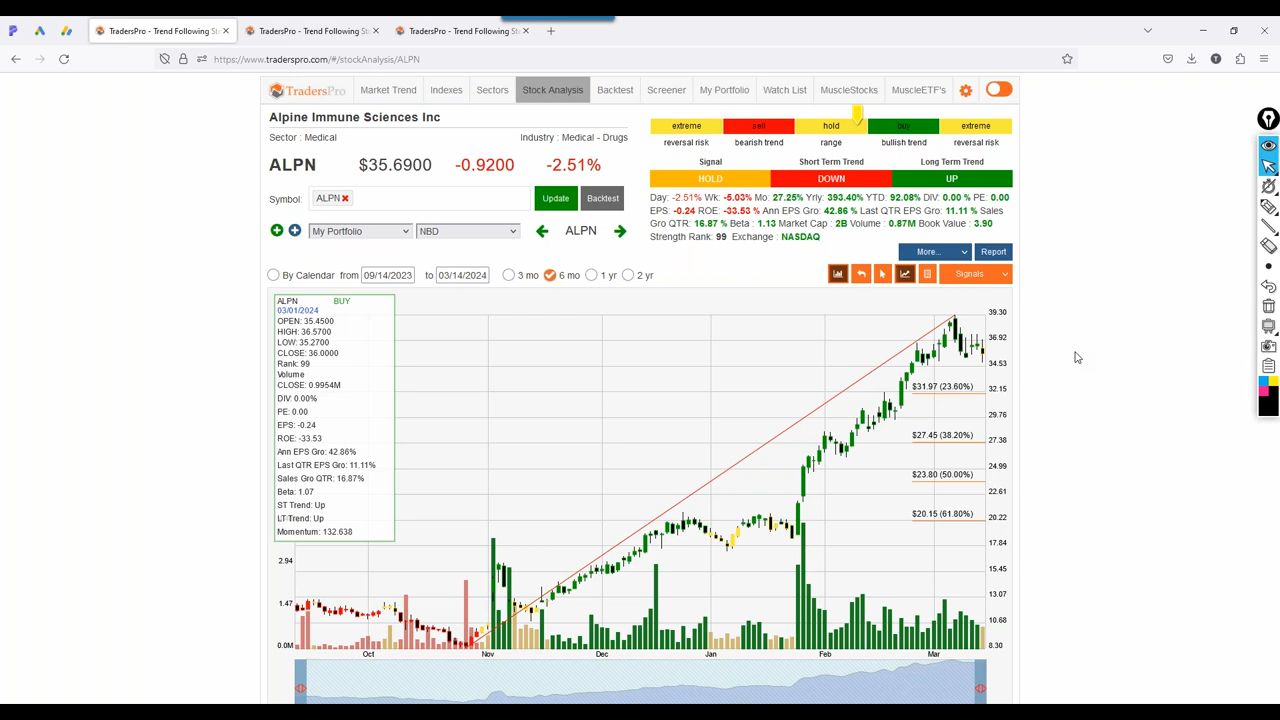 TradersPro - Trend Following St
TradersPro - Trend Following St
TradersPro - Trend Following St
https://www.traderspro.com/#/stockAnalysis/ALPN
TradersPro Market Trend Indexes Sectors Stock Analysis Backtest Screener My Portfolio Watch List MuscleStocks MuscleETF's
Alpine Immune Sciences Inc
Sector : Medical Industry : Medical - Drugs
ALPN $35.6900 -0.9200 -2.51%
Symbol: ALPN Update Backtest
My Portfolio NBD ALPN
extreme sell hold buy extreme
reversal risk bearish trend range bullish trend reversal risk
Signal Short Term Trend Long Term Trend
HOLD DOWN UP
Day: -2.51% Wk: -5.03% Mo: 27.25% Yrly: 393.40% YTD: 92.08% DIV: 0.00 % PE: 0.00
EPS: -0.24 ROE: -33.53 % Ann EPS Gro: 42.86 % Last QTR EPS Gro: 11.11 % Sales
Gro QTR: 16.87 % Beta : 1.13 Market Cap : 2B Volume : 0.87M Book Value : 3.90
Strength Rank: 99 Exchange : NASDAQ
More... Report
By Calendar from 09/14/2023 to 03/14/2024 3 mo 6 mo 1 yr 2 yr Signals
ALPN BUY
03/01/2024
OPEN: 35.4500
HIGH: 36.5700
LOW: 35.2700
CLOSE: 36.0000
Rank: 99
Volume
CLOSE: 0.9954M
DIV: 0.00%
PE: 0.00
EPS: -0.24
ROE: -33.53
Ann EPS Gro: 42.86%
Last QTR EPS Gro: 11.11%
Sales Gro QTR: 16.87%
Beta: 1.07
ST Trend: Up
LT Trend: Up
Momentum: 132.638
2.94
1.47
0.0M
$31.97 (23.60%)
$27.45 (38.20%)
$23.80 (50.00%)
$20.15 (61.80%)
39.30
36.92
34.53
32.15
29.76
27.38
24.99
22.61
20.22
17.84
15.45
13.07
10.68
8.30
Oct Nov Dec Jan Feb Mar